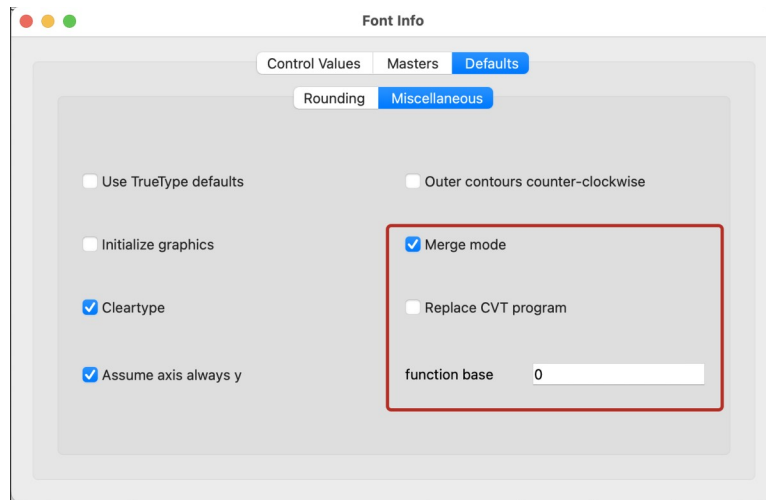 Font Info
Control Values Masters Defaults
Rounding Miscellaneous
Use TrueType defaults
Outer contours counter-clockwise
Initialize graphics
Merge mode
Cleartype
Replace CVT program
Assume axis always y
function base 0